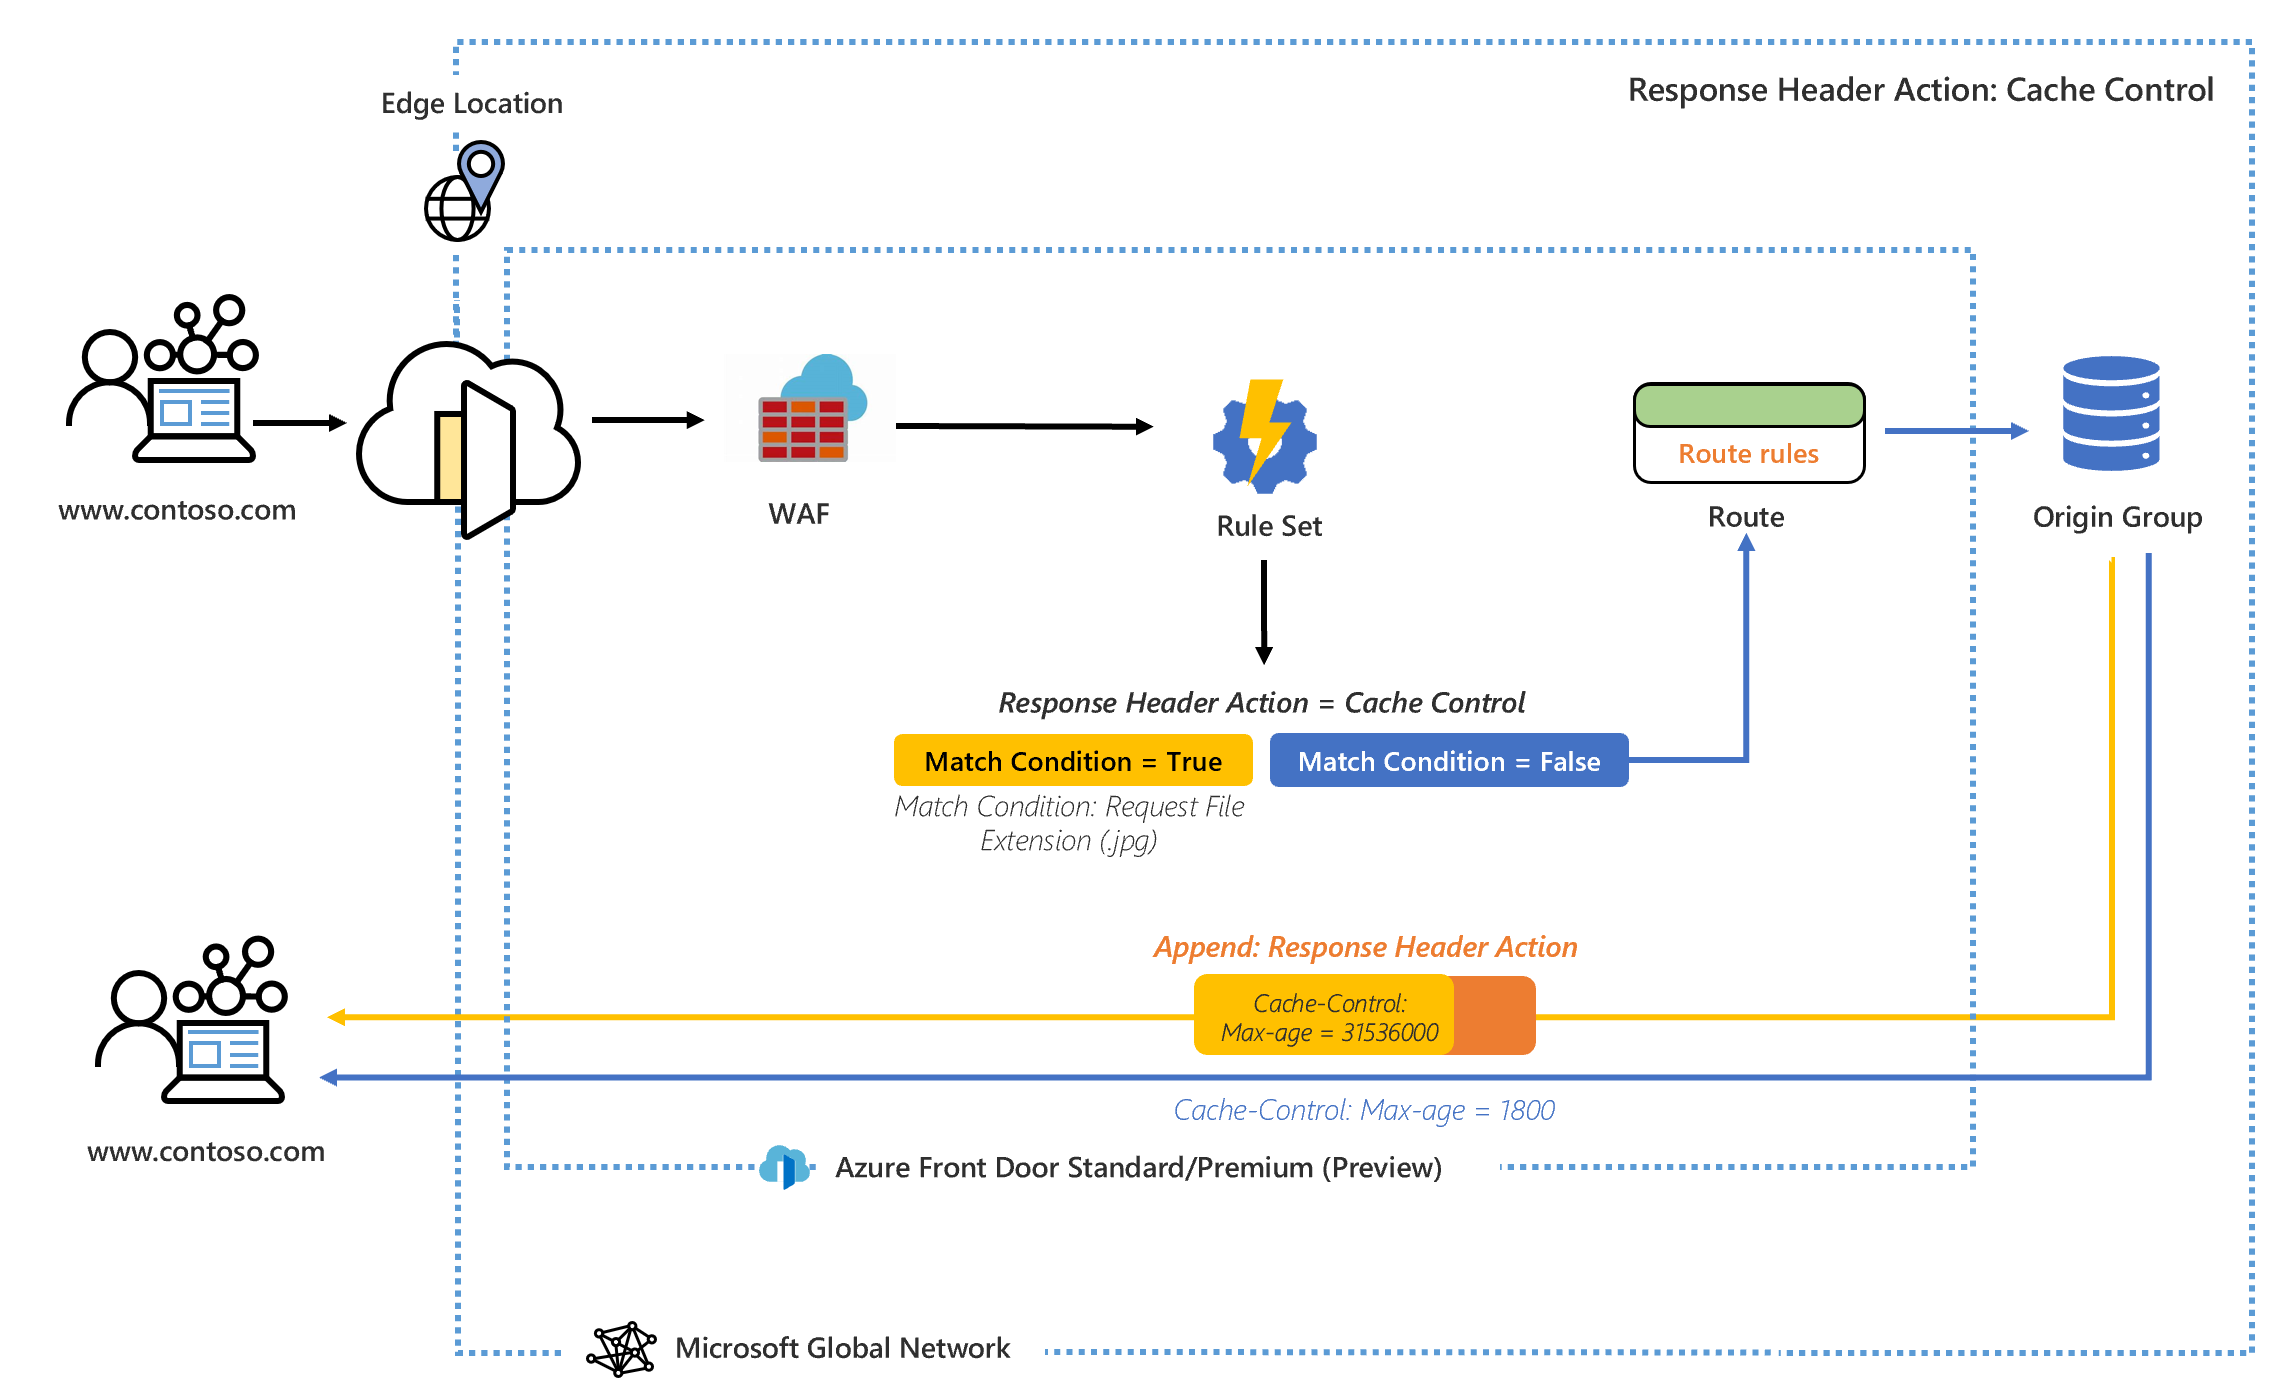 Response Header Action: Cache Control
Edge Location
www.contoso.com
WAF
Rule Set
Route rules
Route
Origin Group
Response Header Action = Cache Control
Match Condition = True
Match Condition = False
Match Condition: Request File
Extension (.jpg)
Append: Response Header Action
Cache-Control:
Max-age = 31536000
Cache-Control: Max-age = 1800
www.contoso.com
Azure Front Door Standard/Premium (Preview)
Microsoft Global Network